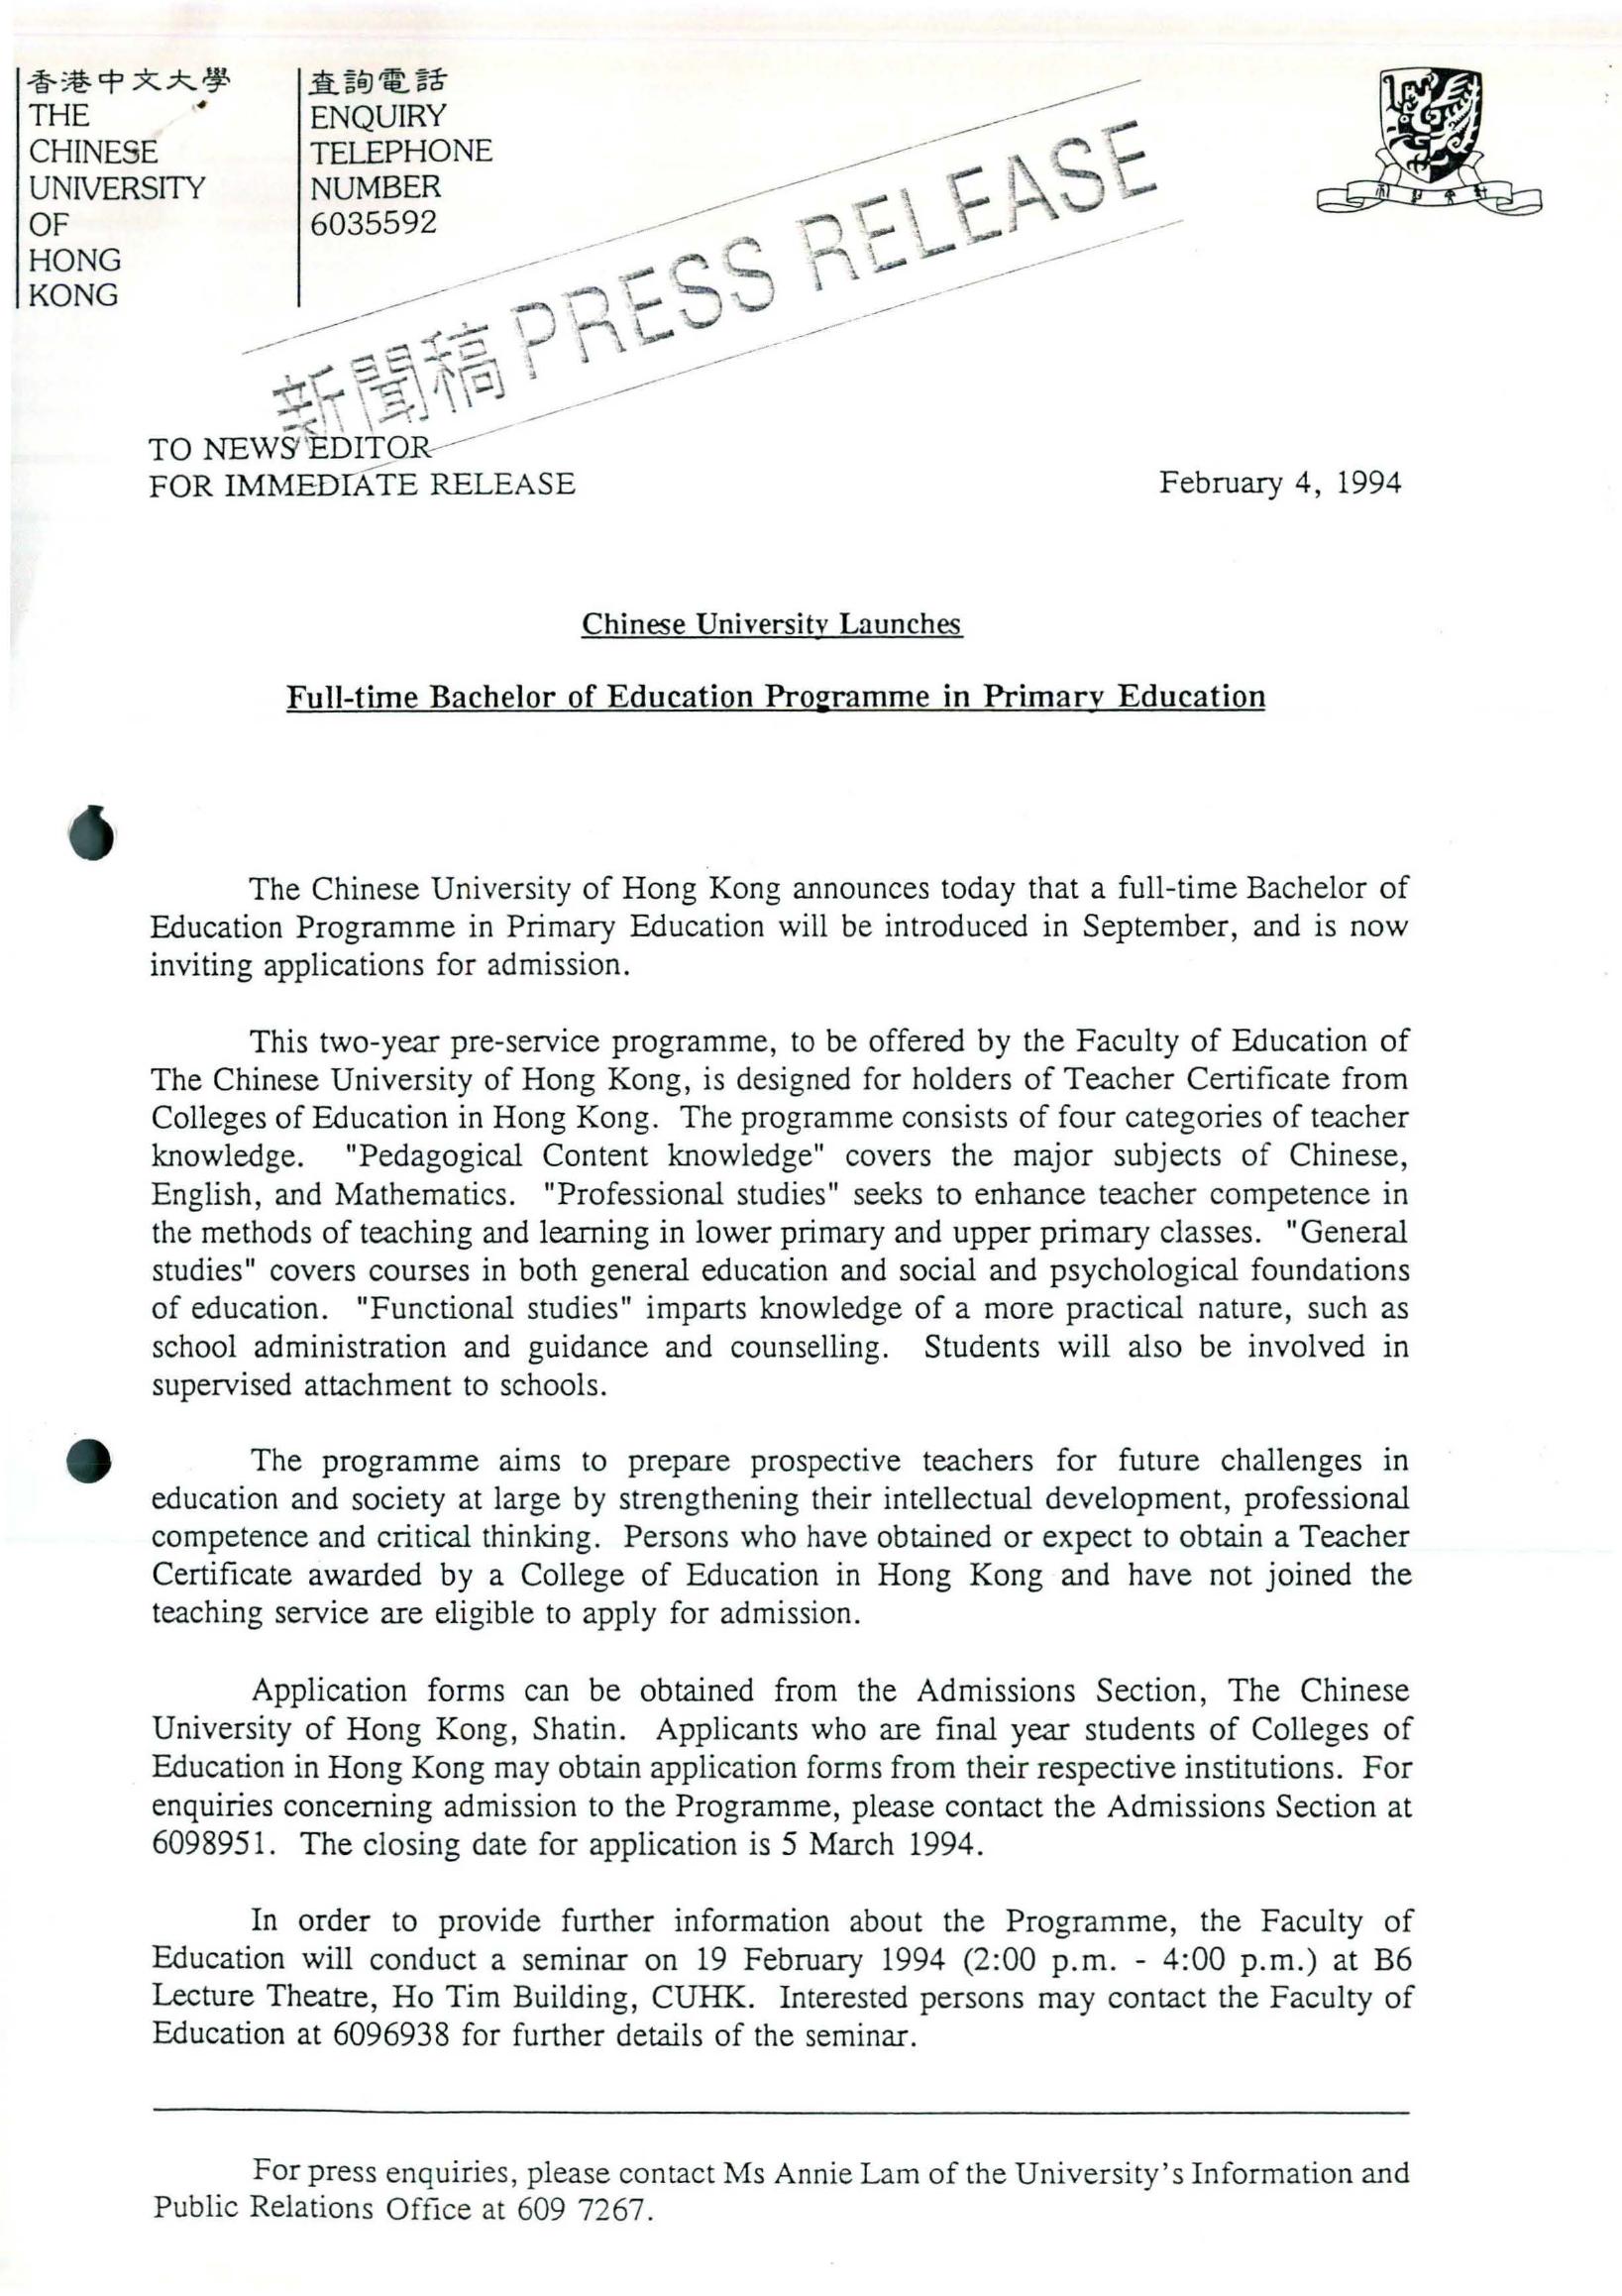 香港中文大學
THE
CHINESE
UNIVERSITY
OF
HONG
KONG
查詢電話
ENQUIRY
TELEPHONE
NUMBER
6035592
新聞稿 PRESS RELEASE
TO NEWS EDITOR
FOR IMMEDIATE RELEASE
February 4, 1994
Chinese University Launches
Full-time Bachelor of Education Programme in Primary Education
The Chinese University of Hong Kong announces today that a full-time Bachelor of
Education Programme in Primary Education will be introduced in September, and is now
inviting applications for admission.
This two-year pre-service programme, to be offered by the Faculty of Education of
The Chinese University of Hong Kong, is designed for holders of Teacher Certificate from
Colleges of Education in Hong Kong. The programme consists of four categories of teacher
knowledge. "Pedagogical Content knowledge" covers the major subjects of Chinese,
English, and Mathematics. "Professional studies" seeks to enhance teacher competence in
the methods of teaching and learning in lower primary and upper primary classes. "General
studies" covers courses in both general education and social and psychological foundations
of education. "Functional studies" imparts knowledge of a more practical nature, such as
school administration and guidance and counselling. Students will also be involved in
supervised attachment to schools.
The programme aims to prepare prospective teachers for future challenges in
education and society at large by strengthening their intellectual development, professional
competence and critical thinking. Persons who have obtained or expect to obtain a Teacher
Certificate awarded by a College of Education in Hong Kong and have not joined the
teaching service are eligible to apply for admission.
Application forms can be obtained from the Admissions Section, The Chinese
University of Hong Kong, Shatin. Applicants who are final year students of Colleges of
Education in Hong Kong may obtain application forms from their respective institutions. For
enquiries concerning admission to the Programme, please contact the Admissions Section at
6098951. The closing date for application is 5 March 1994.
In order to provide further information about the Programme, the Faculty of
Education will conduct a seminar on 19 February 1994 (2:00 p.m. - 4:00 p.m.) at B6
Lecture Theatre, Ho Tim Building, CUHK. Interested persons may contact the Faculty of
Education at 6096938 for further details of the seminar.
For press enquiries, please contact Ms Annie Lam of the University's Information and
Public Relations Office at 609 7267.